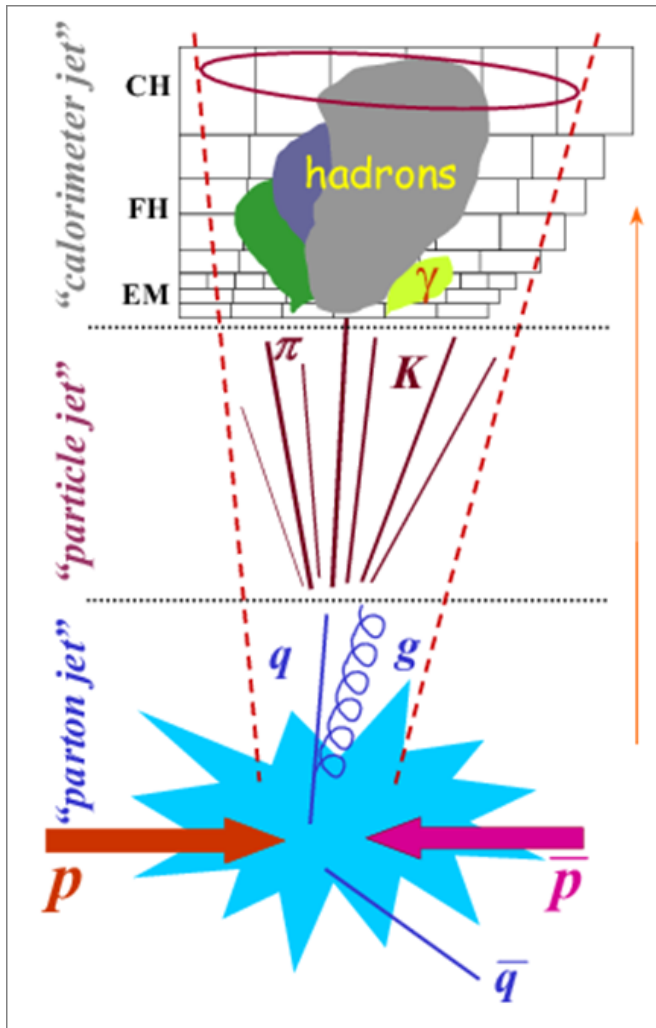 “calorimeter jet”
CH
FH
EM
hadrons
γ
“particle jet”
π
K
“parton jet”
q
g
p
p̅
q̅